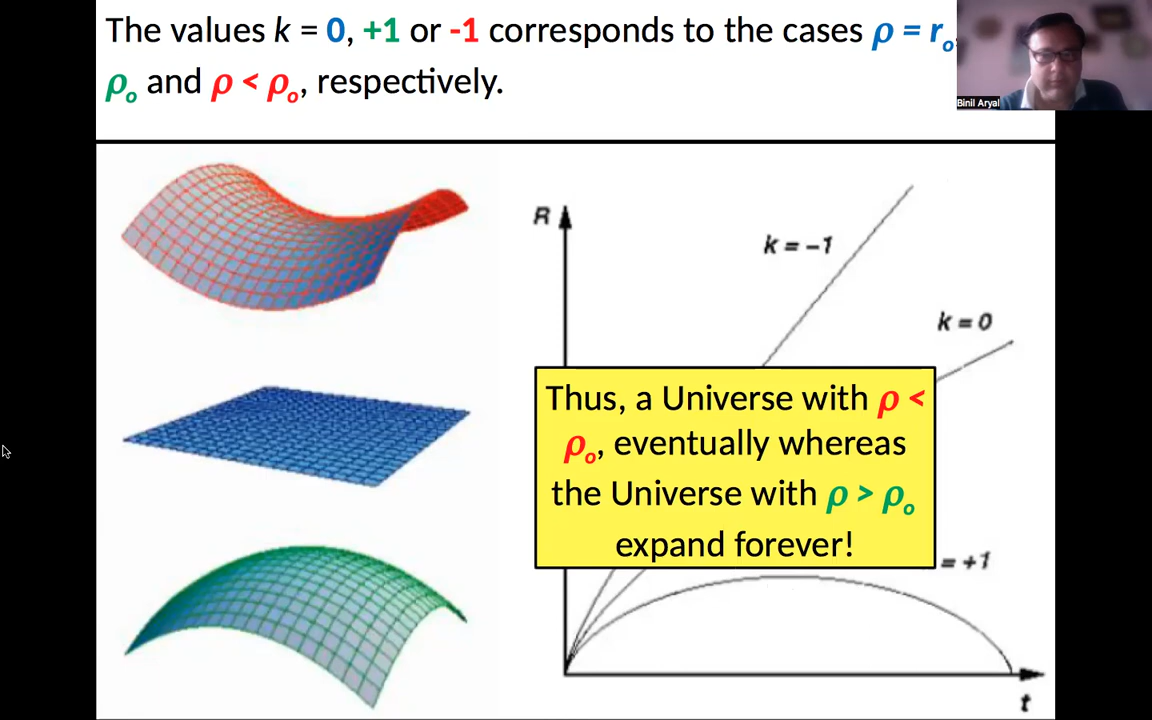 The values k = 0, +1 or -1 corresponds to the cases ρ = rₒ
ρₒ and ρ < ρₒ, respectively.
Binil Aryal
R
k = -1
k = 0
Thus, a Universe with ρ <
ρₒ, eventually whereas
the Universe with ρ > ρₒ
expand forever!
= +1
t